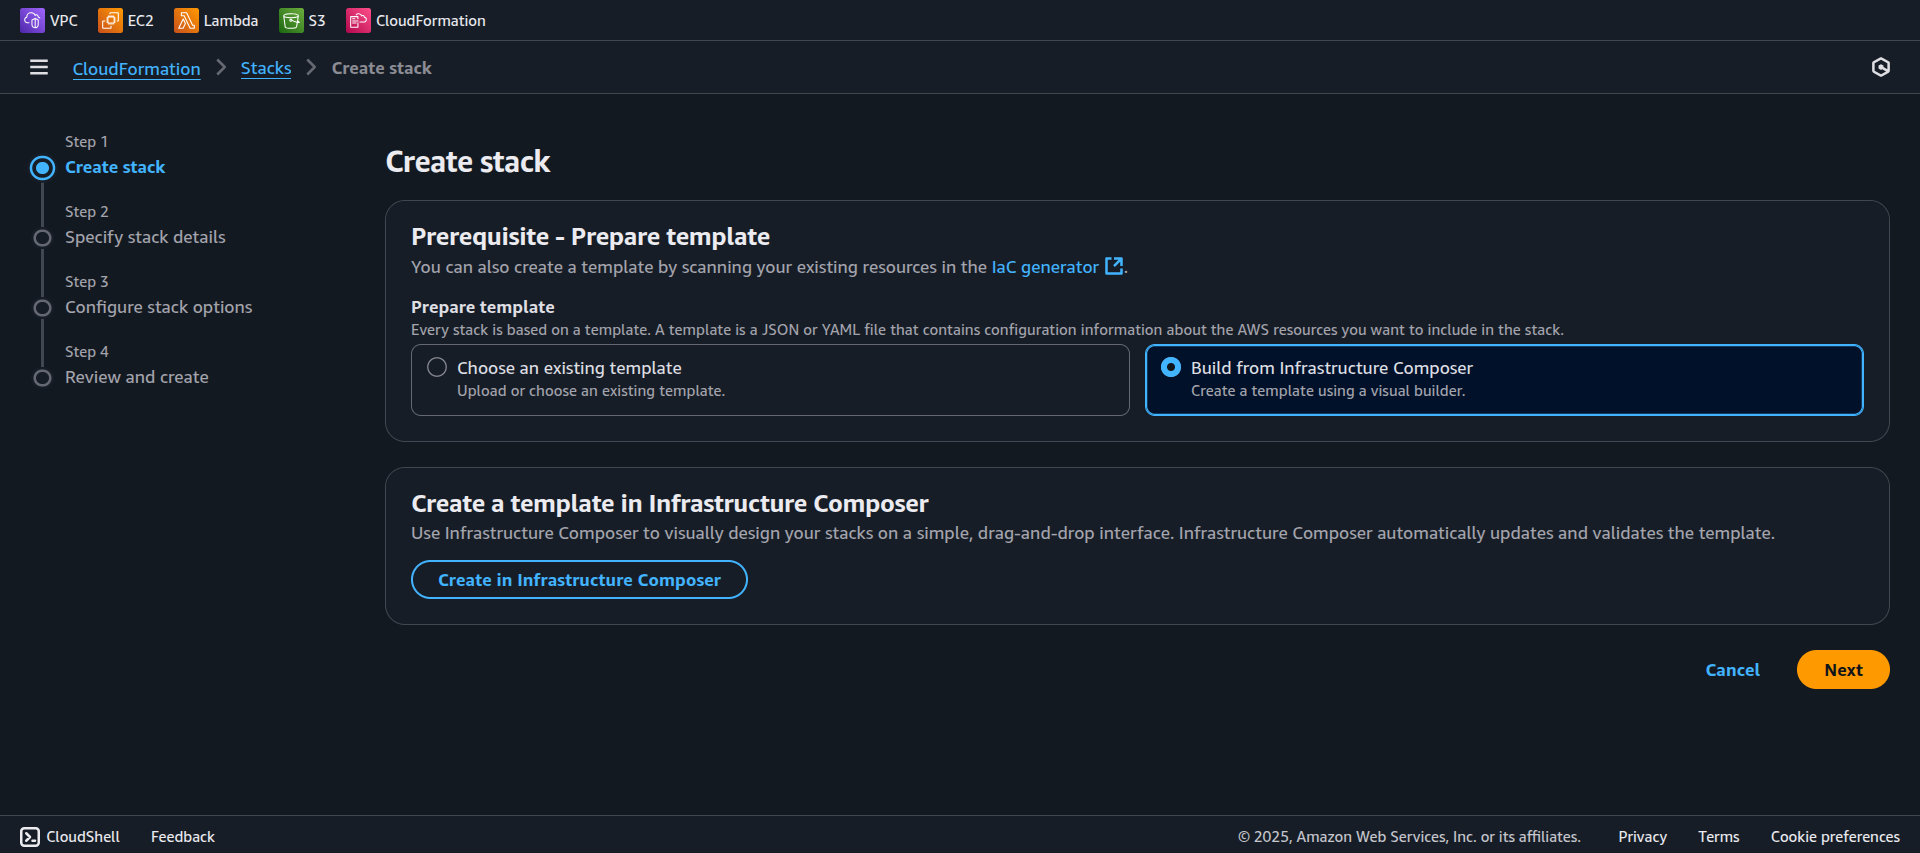 VPC EC2 Lambda S3 CloudFormation
CloudFormation Stacks Create stack
Step 1
Create stack
Step 2
Specify stack details
Step 3
Configure stack options
Step 4
Review and create
Create stack
Prerequisite - Prepare template
You can also create a template by scanning your existing resources in the IaC generator.
Prepare template
Every stack is based on a template. A template is a JSON or YAML file that contains configuration information about the AWS resources you want to include in the stack.
Choose an existing template
Upload or choose an existing template.
Build from Infrastructure Composer
Create a template using a visual builder.
Create a template in Infrastructure Composer
Use Infrastructure Composer to visually design your stacks on a simple, drag-and-drop interface. Infrastructure Composer automatically updates and validates the template.
Create in Infrastructure Composer
Cancel Next
CloudShell Feedback © 2025, Amazon Web Services, Inc. or its affiliates. Privacy Terms Cookie preferences